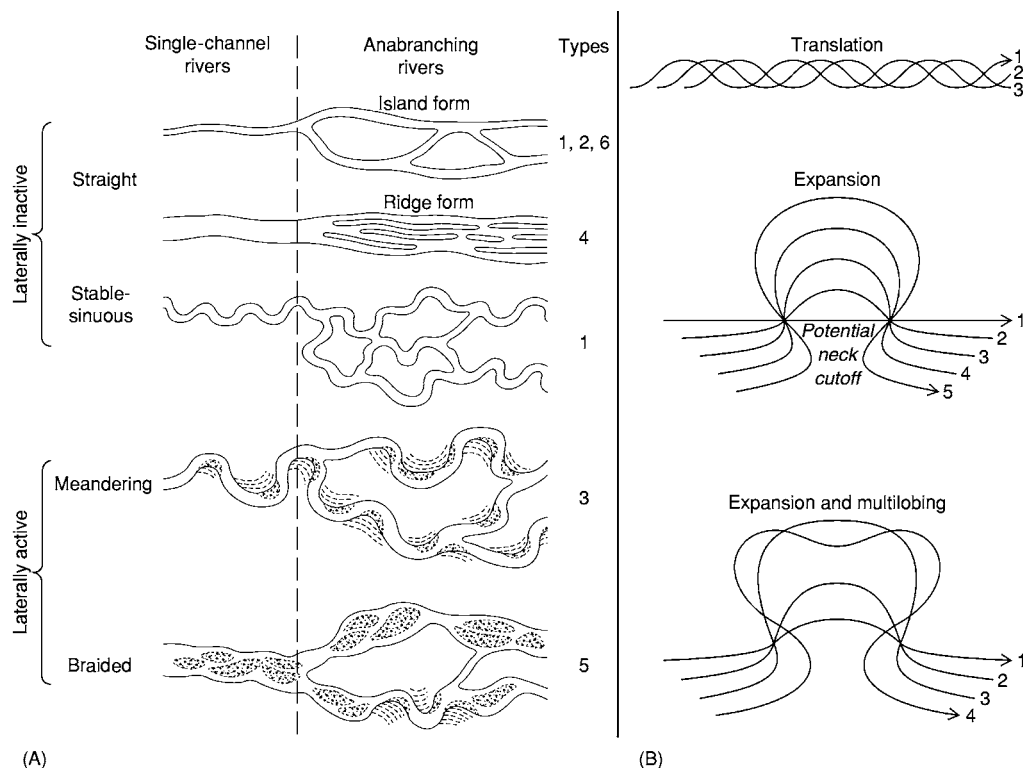 Single-channel
rivers
Anabranching
rivers
Types
Island form
1, 2, 6
Laterally inactive
Straight
Ridge form
4
Stable-
sinuous
1
Laterally active
Meandering
3
Braided
5
(A)
Translation
1
2
3
Expansion
1
Potential
neck
cutoff
2
3
4
5
Expansion and multilobing
1
2
3
4
(B)